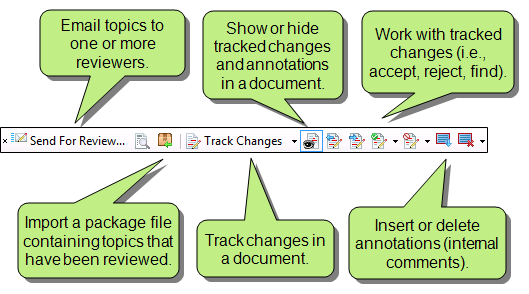 Email topics to
one or more
reviewers.
Show or hide
tracked changes
and annotations
in a document.
Work with tracked
changes (i.e.,
accept, reject, find).
Send For Review...
Track Changes
Import a package file
containing topics that
have been reviewed.
Track changes in
a document.
Insert or delete
annotations (internal
comments).